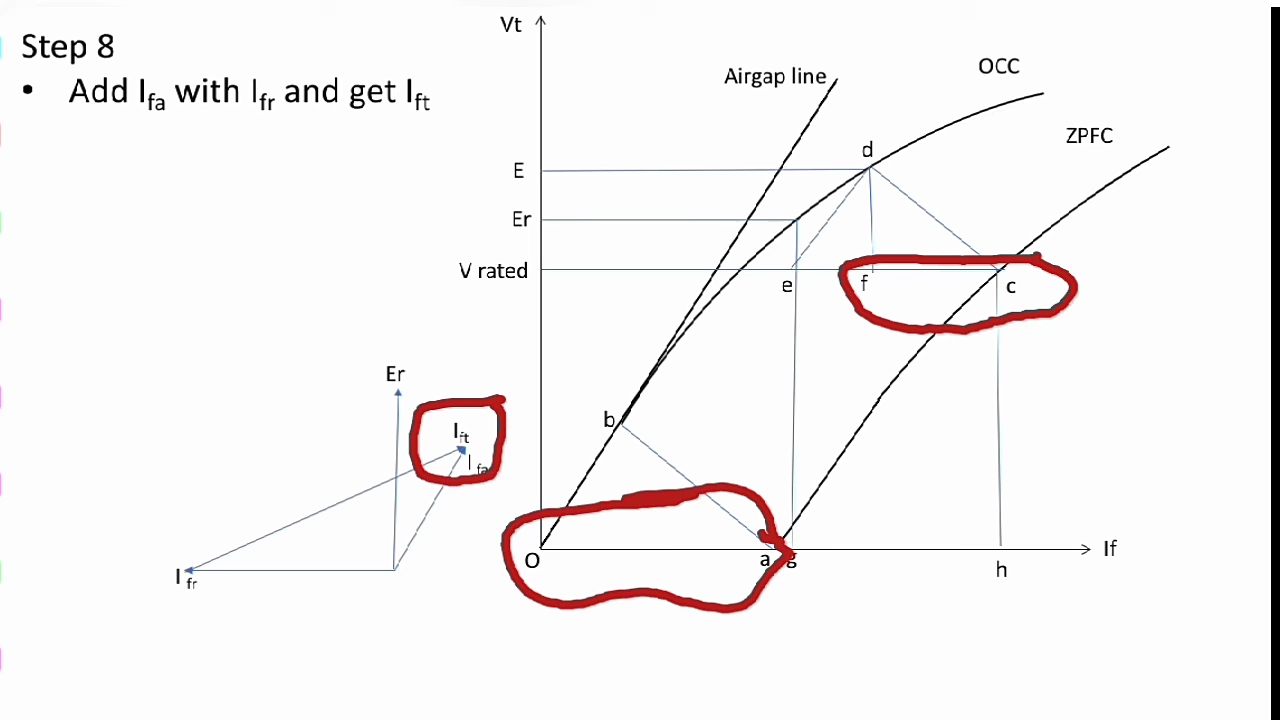 Step 8
• Add Ifa with Ifr and get Ift
Vt
Airgap line
OCC
ZPFC
d
E
Er
V rated
e
f
c
b
O
a
g
h
If
Er
Ift
Ifa
Ifr